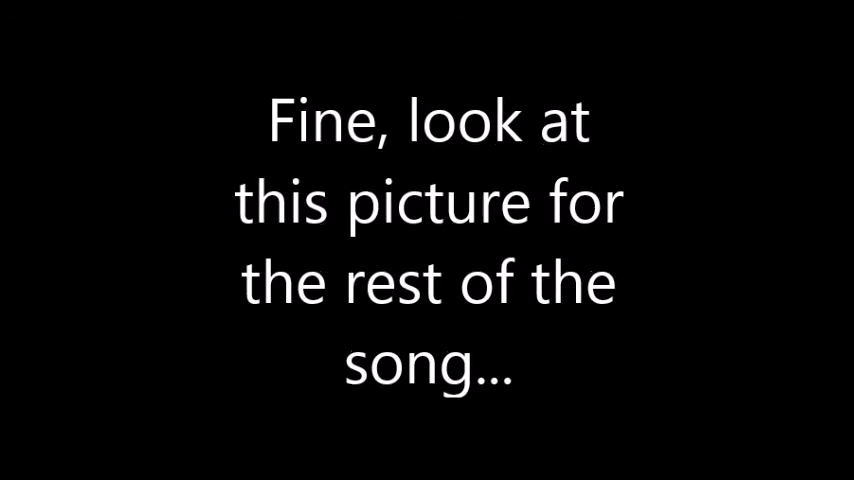 Fine, look at
this picture for
the rest of the
song...